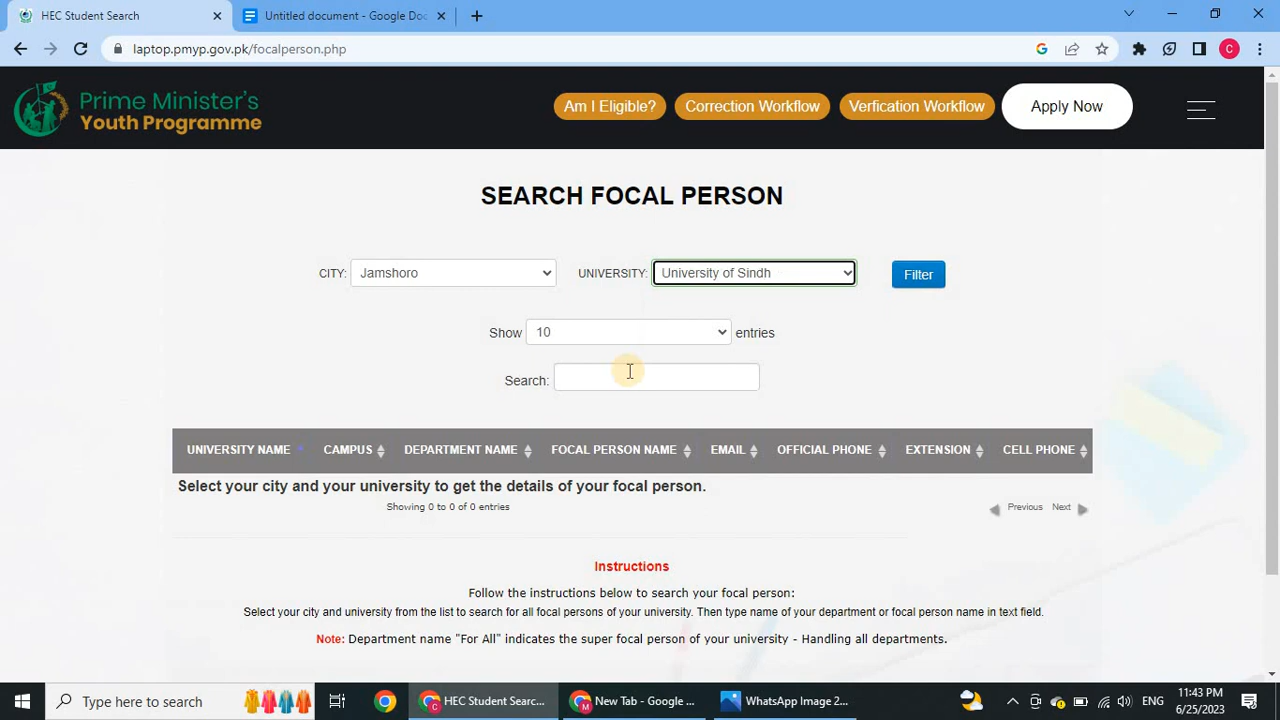 HEC Student Search
Untitled document - Google Doc
laptop.pmyp.gov.pk/focalperson.php
C
Prime Minister's
Youth Programme
Am I Eligible?
Correction Workflow
Verfication Workflow
Apply Now
SEARCH FOCAL PERSON
CITY: Jamshoro UNIVERSITY: University of Sindh Filter
Show 10 entries
Search:
UNIVERSITY NAME CAMPUS DEPARTMENT NAME FOCAL PERSON NAME EMAIL OFFICIAL PHONE EXTENSION CELL PHONE
Select your city and your university to get the details of your focal person.
Showing 0 to 0 of 0 entries Previous Next
Instructions
Follow the instructions below to search your focal person:
Select your city and university from the list to search for all focal persons of your university. Then type name of your department or focal person name in text field.
Note: Department name "For All" indicates the super focal person of your university - Handling all departments.
Type here to search
C HEC Student Searc...
M New Tab - Google ...
WhatsApp Image 2...
ENG
11:43 PM
6/25/2023